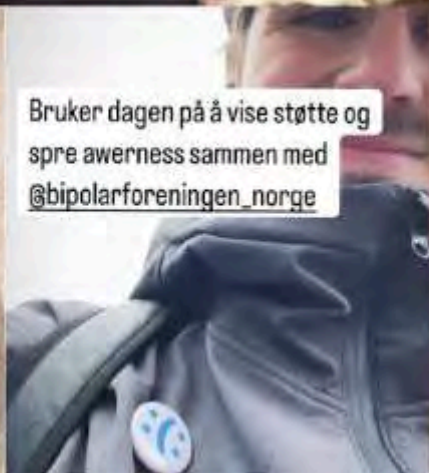 Bruker dagen på å vise støtte og
spre awerness sammen med
@bipolarforeningen_norge